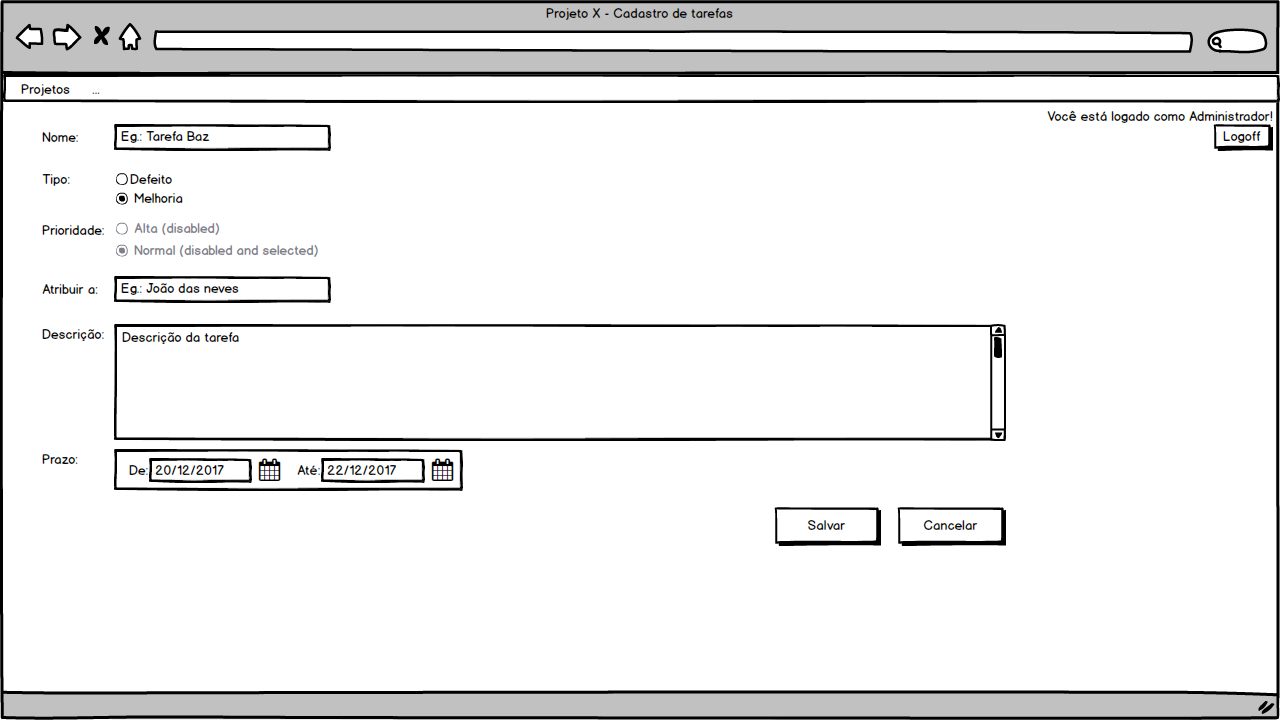 Projeto X - Cadastro de tarefas
Projetos ...
Você está logado como Administrador!
Logoff
Nome: Eg.: Tarefa Baz
Tipo: Defeito
Melhoria
Prioridade: Alta (disabled)
Normal (disabled and selected)
Atribuir a: Eg.: João das neves
Descrição: Descrição da tarefa
Prazo: De: 20/12/2017 Até: 22/12/2017
Salvar Cancelar